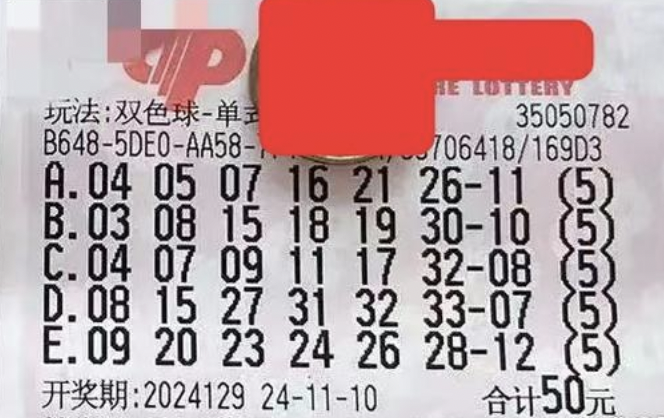 RE LOTTERY
玩法:双色球-单式
35050782
B648-5DE0-AA58- 706418/169D3
A.04 05 07 16 21 26-11 (5)
B.03 08 15 18 19 30-10 (5)
C.04 07 09 11 17 32-08 (5)
D.08 15 27 31 32 33-07 (5)
E.09 20 23 24 26 28-12 (5)
开奖期:2024129 24-11-10 合计50元